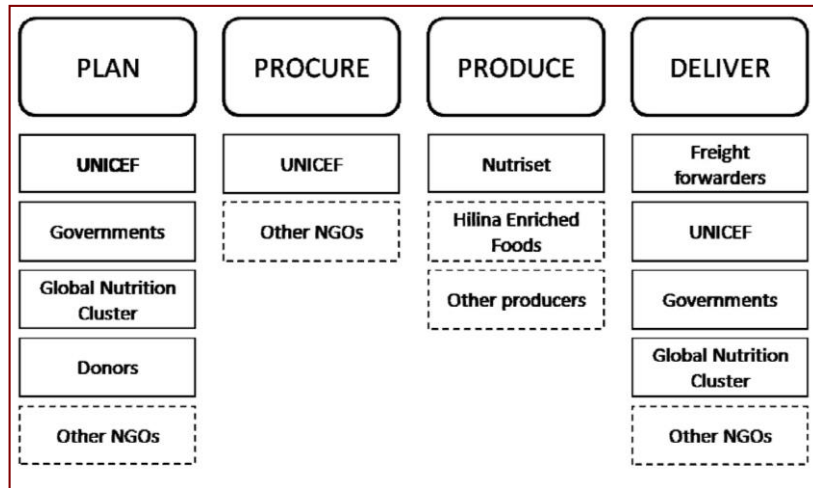 PLAN
PROCURE
PRODUCE
DELIVER
UNICEF
Governments
Global Nutrition
Cluster
Donors
Other NGOs
UNICEF
Other NGOs
Nutriset
Hilina Enriched
Foods
Other producers
Freight
forwarders
UNICEF
Governments
Global Nutrition
Cluster
Other NGOs